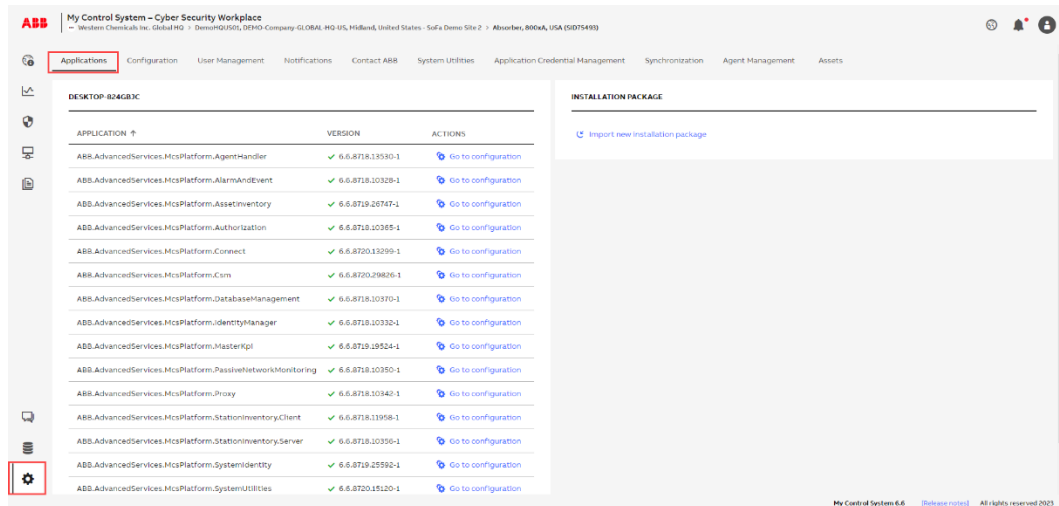 ABB
My Control System – Cyber Security Workplace
Western Chemicals Inc. Global HQ > DemoHQUS01, DEMO-Company-GLOBAL-HQ-US, Midland, United States - SoFa Demo Site 2 > Absorber, 800xA, USA (SID75493)
Applications Configuration User Management Notifications Contact ABB System Utilities Application Credential Management Synchronization Agent Management Assets
DESKTOP-824GBJC
INSTALLATION PACKAGE
Import new installation package
APPLICATION ↑ VERSION ACTIONS
ABB.AdvancedServices.McsPlatform.AgentHandler 6.6.8718.13530-1 Go to configuration
ABB.AdvancedServices.McsPlatform.AlarmAndEvent 6.6.8718.10328-1 Go to configuration
ABB.AdvancedServices.McsPlatform.AssetInventory 6.6.8719.26747-1 Go to configuration
ABB.AdvancedServices.McsPlatform.Authorization 6.6.8718.10365-1 Go to configuration
ABB.AdvancedServices.McsPlatform.Connect 6.6.8720.13299-1 Go to configuration
ABB.AdvancedServices.McsPlatform.Csm 6.6.8720.29826-1 Go to configuration
ABB.AdvancedServices.McsPlatform.DatabaseManagement 6.6.8718.10370-1 Go to configuration
ABB.AdvancedServices.McsPlatform.IdentityManager 6.6.8718.10332-1 Go to configuration
ABB.AdvancedServices.McsPlatform.MasterKpi 6.6.8719.19524-1 Go to configuration
ABB.AdvancedServices.McsPlatform.PassiveNetworkMonitoring 6.6.8718.10350-1 Go to configuration
ABB.AdvancedServices.McsPlatform.Proxy 6.6.8718.10342-1 Go to configuration
ABB.AdvancedServices.McsPlatform.StationInventory.Client 6.6.8718.11958-1 Go to configuration
ABB.AdvancedServices.McsPlatform.StationInventory.Server 6.6.8718.10356-1 Go to configuration
ABB.AdvancedServices.McsPlatform.SystemIdentity 6.6.8719.25592-1 Go to configuration
ABB.AdvancedServices.McsPlatform.SystemUtilities 6.6.8720.15120-1 Go to configuration
My Control System 6.6 [Release notes] All rights reserved 2023